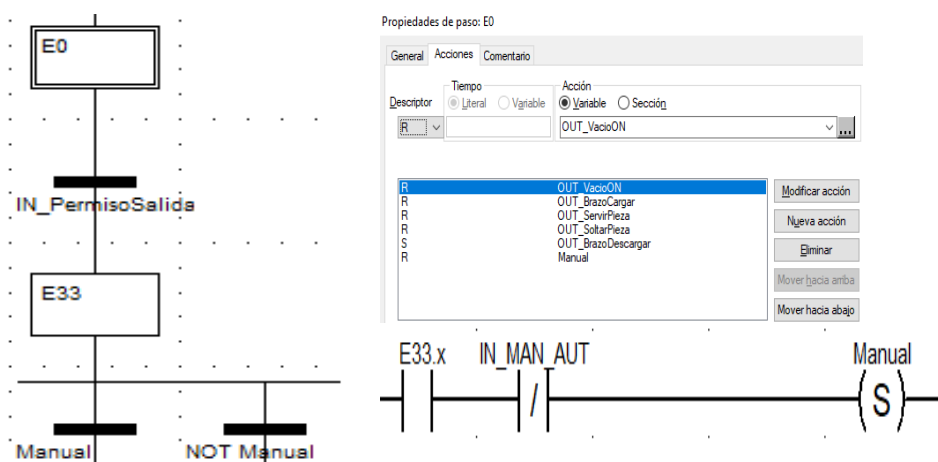 E0
IN_PermisoSalida
E33
Manual
NOT Manual
Propiedades de paso: E0
General Acciones Comentario
Tiempo
Acción
Descriptor
Literal Variable
Variable Sección
R
OUT_VacioON
...
R OUT_VacioON
R OUT_BrazoCargar
R OUT_ServirPieza
R OUT_SoltarPieza
S OUT_BrazoDescargar
R Manual
Modificar acción
Nueva acción
Eliminar
Mover hacia arriba
Mover hacia abajo
E33.x IN_MAN_AUT Manual
/ S